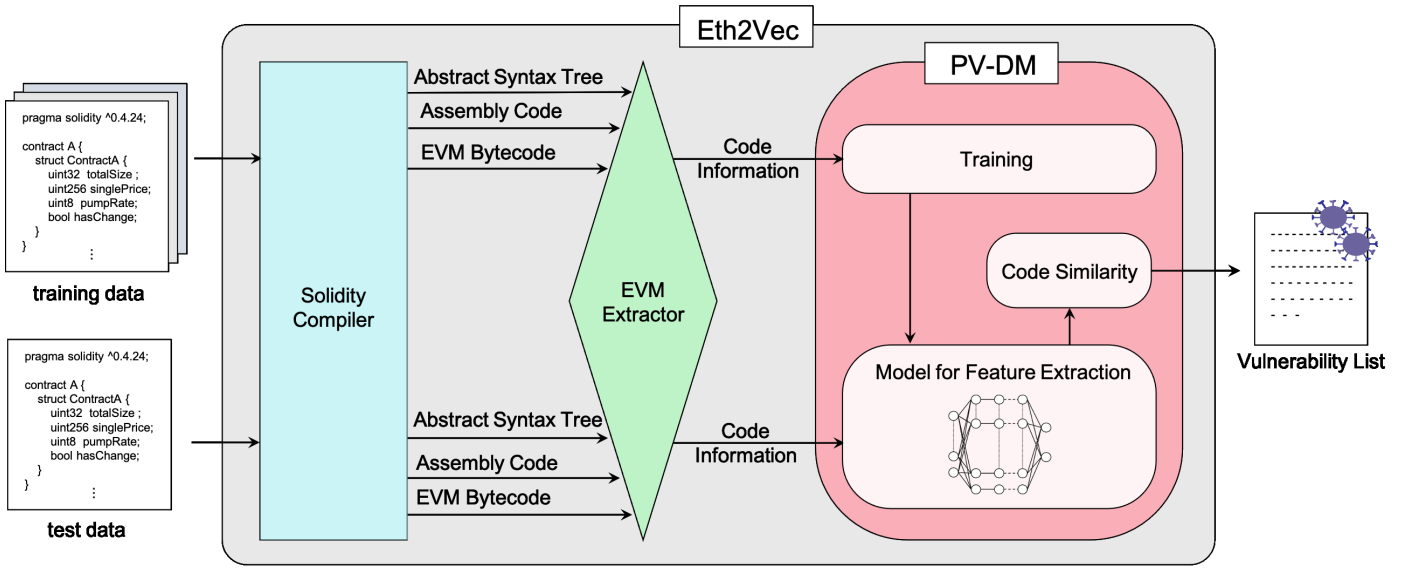 Eth2Vec
PV-DM
pragma solidity ^0.4.24;
contract A {
struct ContractA {
uint32 totalSize ;
uint256 singlePrice;
uint8 pumpRate;
bool hasChange;
}
}
⋮
training data
pragma solidity ^0.4.24;
contract A {
struct ContractA {
uint32 totalSize ;
uint256 singlePrice;
uint8 pumpRate;
bool hasChange;
}
}
⋮
test data
Solidity
Compiler
Abstract Syntax Tree
Assembly Code
EVM Bytecode
Abstract Syntax Tree
Assembly Code
EVM Bytecode
EVM
Extractor
Code
Information
Code
Information
Training
Code Similarity
Model for Feature Extraction
Vulnerability List